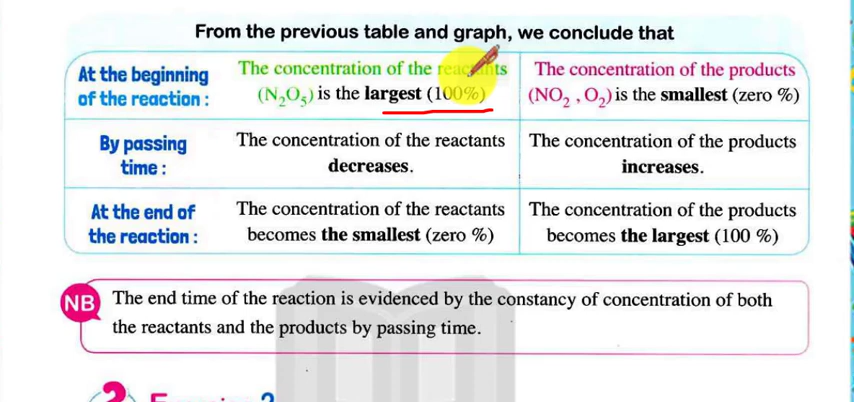 From the previous table and graph, we conclude that
At the beginning
of the reaction :
The concentration of the reactants
(N₂O₅) is the largest (100%)
The concentration of the products
(NO₂ , O₂) is the smallest (zero %)
By passing
time :
The concentration of the reactants
decreases.
The concentration of the products
increases.
At the end of
the reaction :
The concentration of the reactants
becomes the smallest (zero %)
The concentration of the products
becomes the largest (100 %)
NB
The end time of the reaction is evidenced by the constancy of concentration of both
the reactants and the products by passing time.